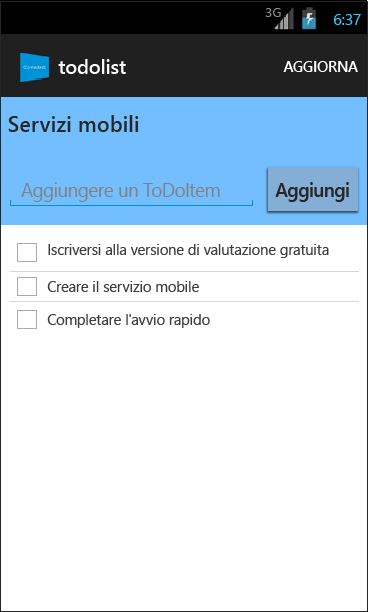 3G 6:37
todolist AGGIORNA
Servizi mobili
Aggiungere un ToDoItem Aggiungi
Iscriversi alla versione di valutazione gratuita
Creare il servizio mobile
Completare l'avvio rapido